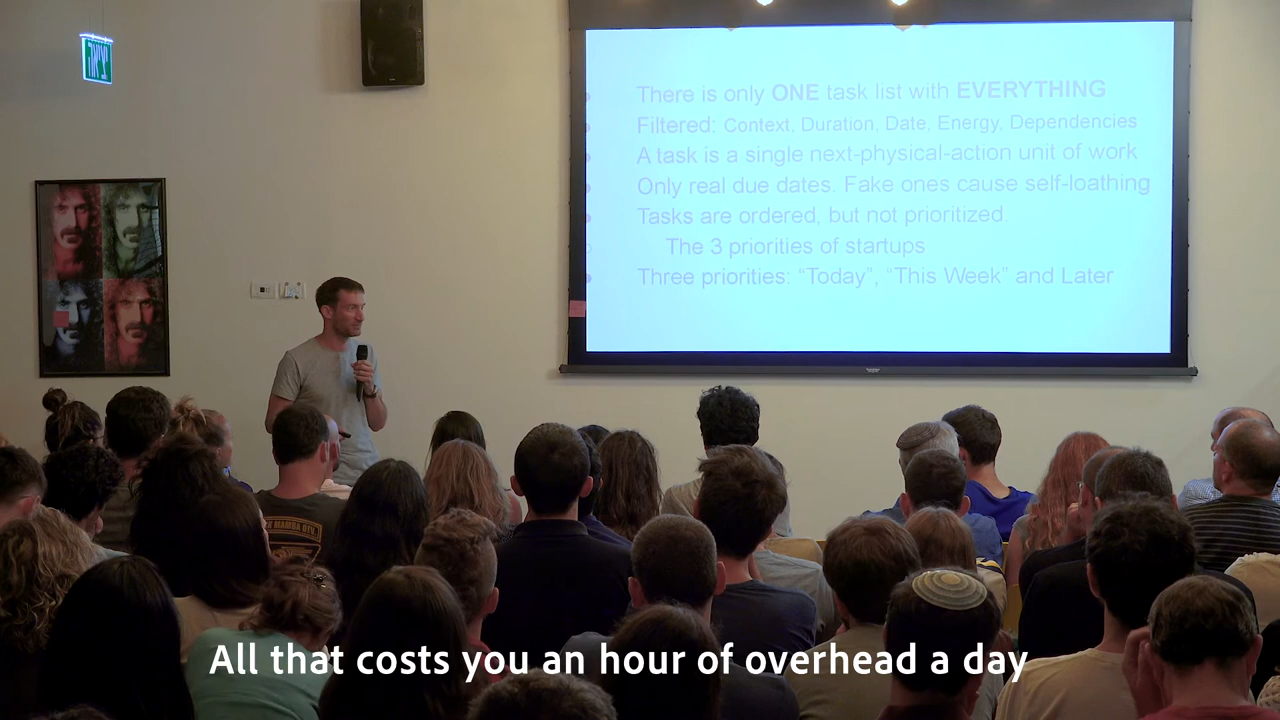 יציאה
There is only ONE task list with EVERYTHING
Filtered: Context, Duration, Date, Energy, Dependencies
A task is a single next-physical-action unit of work
Only real due dates. Fake ones cause self-loathing
Tasks are ordered, but not prioritized.
The 3 priorities of startups
Three priorities: “Today”, “This Week” and Later
MAMBA DIV.
All that costs you an hour of overhead a day